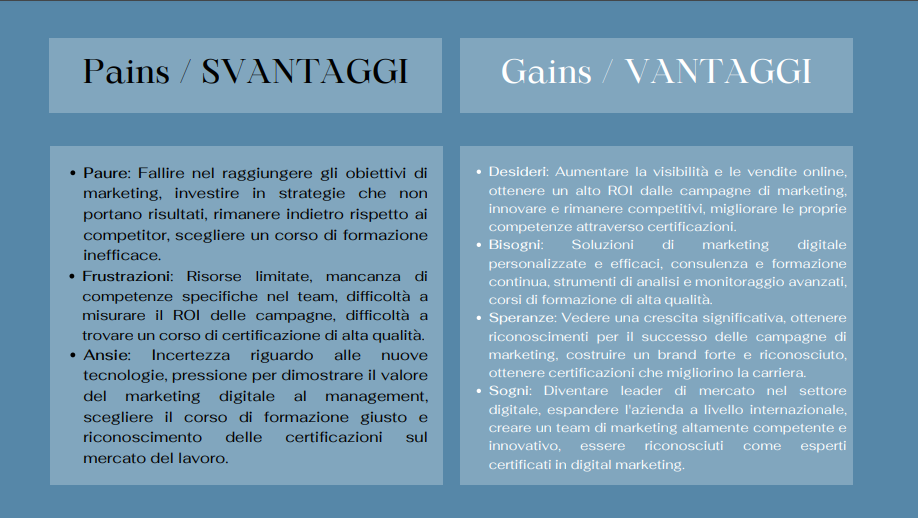 Pains / SVANTAGGI
• Paure: Fallire nel raggiungere gli obiettivi di
marketing, investire in strategie che non
portano risultati, rimanere indietro rispetto ai
competitor, scegliere un corso di formazione
inefficace.
• Frustrazioni: Risorse limitate, mancanza di
competenze specifiche nel team, difficoltà a
misurare il ROI delle campagne, difficoltà a
trovare un corso di certificazione di alta qualità.
• Ansie: Incertezza riguardo alle nuove
tecnologie, pressione per dimostrare il valore
del marketing digitale al management,
scegliere il corso di formazione giusto e
riconoscimento delle certificazioni sul
mercato del lavoro.
Gains / VANTAGGI
• Desideri: Aumentare la visibilità e le vendite online,
ottenere un alto ROI dalle campagne di marketing,
innovare e rimanere competitivi, migliorare le proprie
competenze attraverso certificazioni.
• Bisogni: Soluzioni di marketing digitale
personalizzate e efficaci, consulenza e formazione
continua, strumenti di analisi e monitoraggio avanzati,
corsi di formazione di alta qualità.
• Speranze: Vedere una crescita significativa, ottenere
riconoscimenti per il successo delle campagne di
marketing, costruire un brand forte e riconosciuto,
ottenere certificazioni che migliorino la carriera.
• Sogni: Diventare leader di mercato nel settore
digitale, espandere l'azienda a livello internazionale,
creare un team di marketing altamente competente e
innovativo, essere riconosciuti come esperti
certificati in digital marketing.